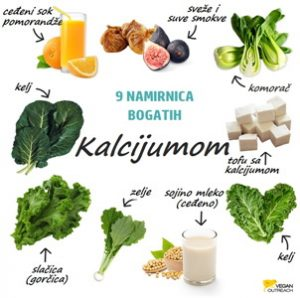 ceđeni sok
pomorandže
sveže i
suve smokve
kelj
komorač
9 NAMIRNICA
BOGATIH
Kalcijumom
tofu sa
kalcijumom
zelje
sojino mleko
(ceđeno)
slačica
(gorčica)
kelj
VEGAN
OUTREACH